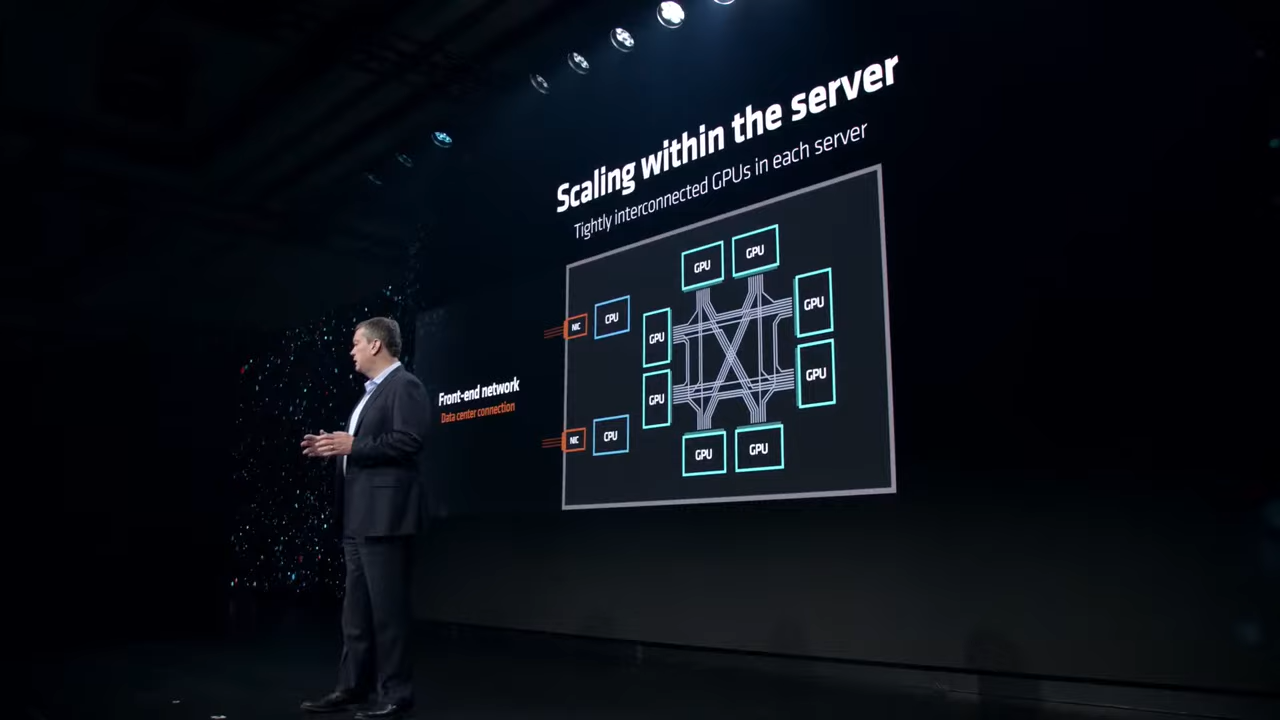 Scaling within the server
Tightly interconnected GPUs in each server
GPU
GPU
NIC
CPU
GPU
GPU
Front-end network
Data center connection
GPU
GPU
NIC
CPU
GPU
GPU